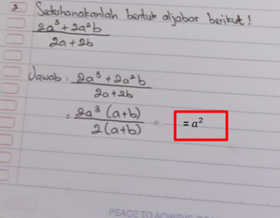 2 Sederhanakanlah bentuk aljabar berikut!
2a³ + 2a²b
2a + 2b
Jawab : 2a³ + 2a²b
2a + 2b
= 2a³ (a+b)
2 (a+b)
= a²
PEACE TO ACHIEVE